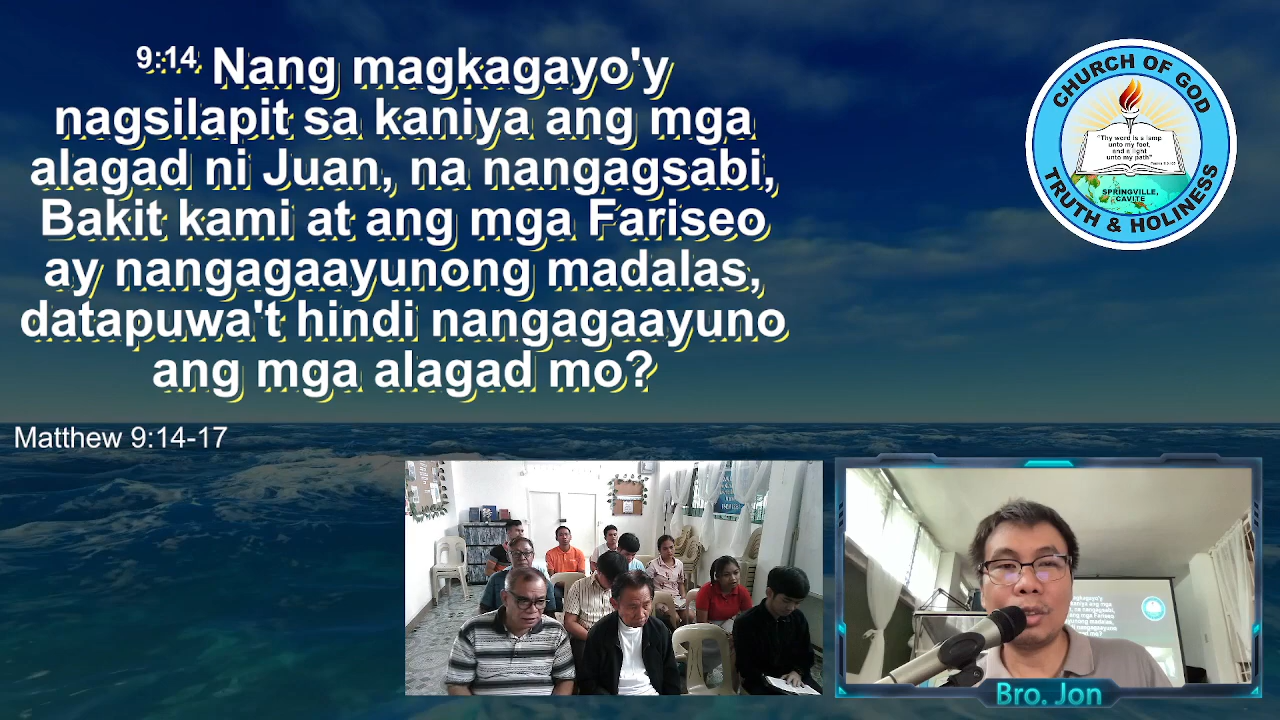 9:14 Nang magkagayo'y
nagsilapit sa kaniya ang mga
alagad ni Juan, na nangagsabi,
Bakit kami at ang mga Fariseo
ay nangagaayunong madalas,
datapuwa't hindi nangagaayuno
ang mga alagad mo?
Matthew 9:14-17
CHURCH OF GOD
"Thy word is a lamp
unto my feet,
and a light
unto my path"
SPRINGVILLE,
CAVITE
TRUTH & HOLINESS
Bro. Jon